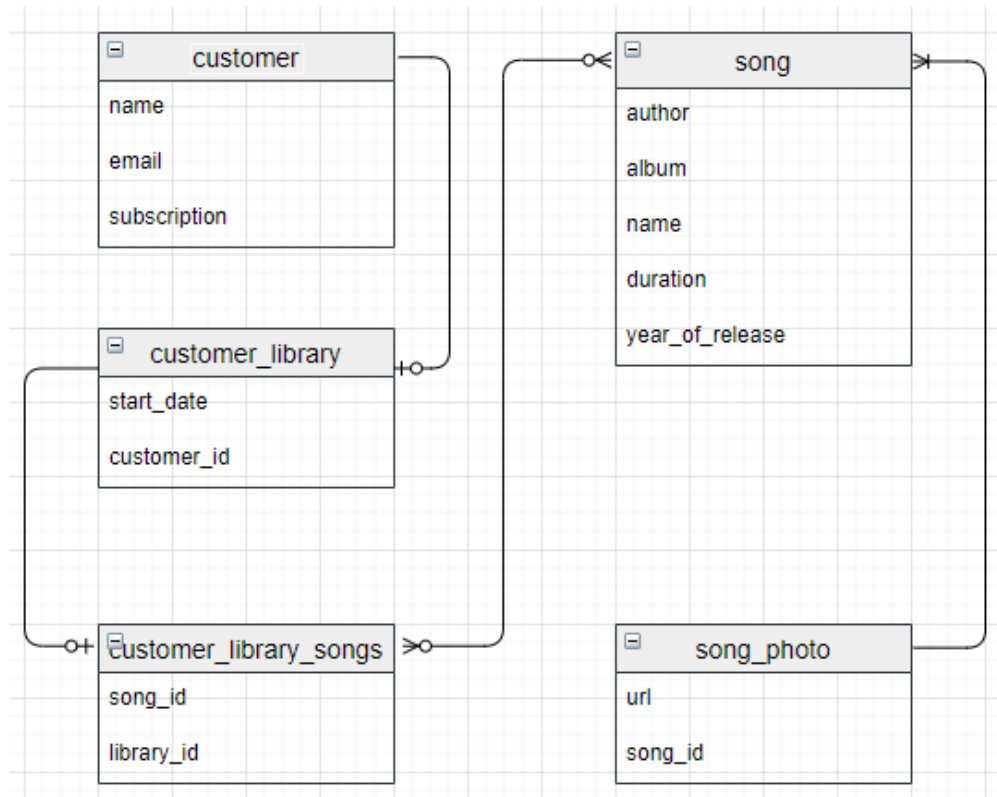 customer
name
email
subscription
customer_library
start_date
customer_id
customer_library_songs
song_id
library_id
song
author
album
name
duration
year_of_release
song_photo
url
song_id